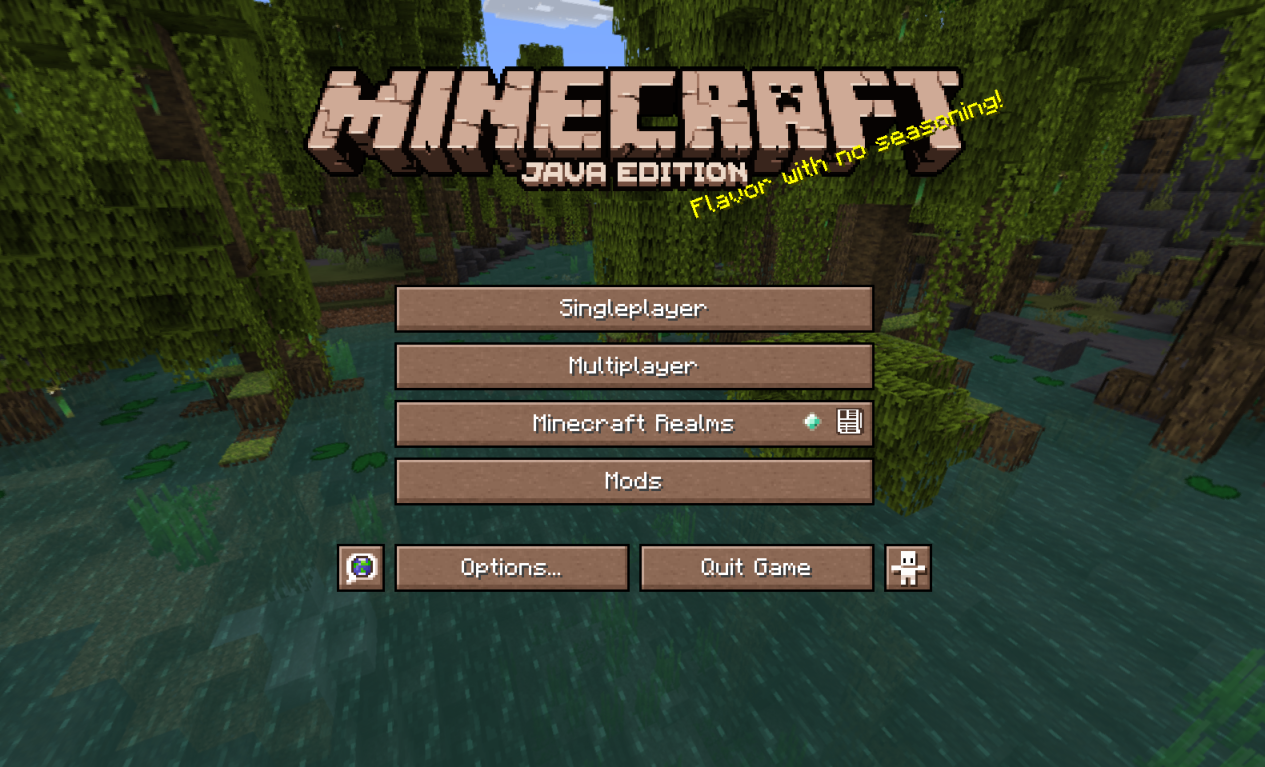 MINECRAFT
JAVA EDITION
Flavor with no seasoning!
Singleplayer
Multiplayer
Minecraft Realms
Mods
Options...
Quit Game